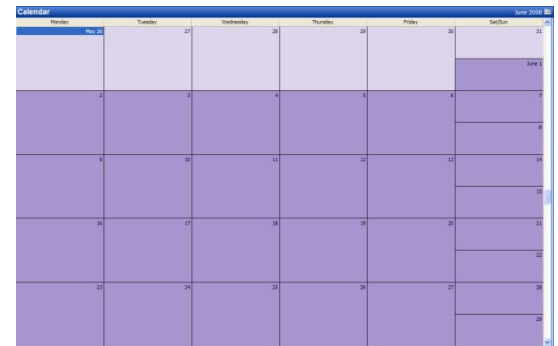 Calendar June 2008
Monday Tuesday Wednesday Thursday Friday Sat/Sun
May 26 27 28 29 30 31
June 1
2 3 4 5 6 7
8
9 10 11 12 13 14
15
16 17 18 19 20 21
22
23 24 25 26 27 28
29